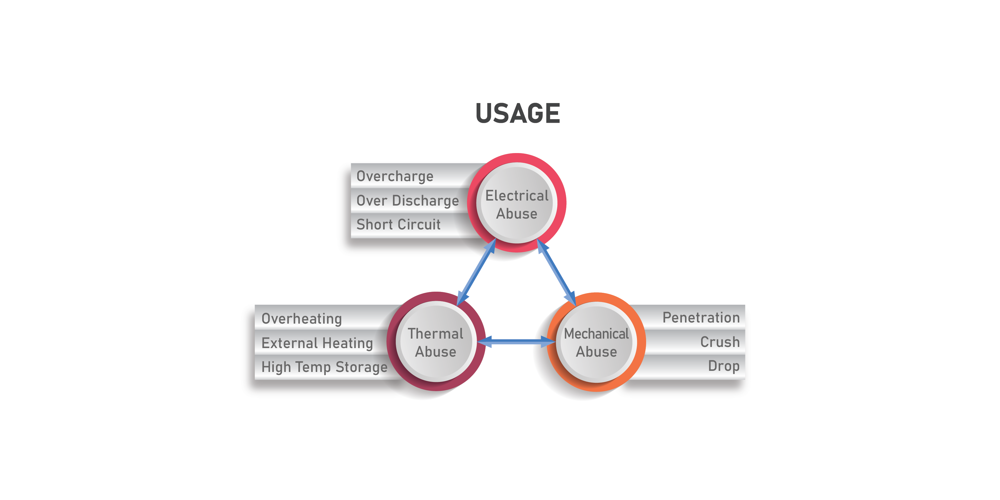 USAGE
Overcharge
Over Discharge
Short Circuit
Electrical
Abuse
Overheating
External Heating
High Temp Storage
Thermal
Abuse
Mechanical
Abuse
Penetration
Crush
Drop